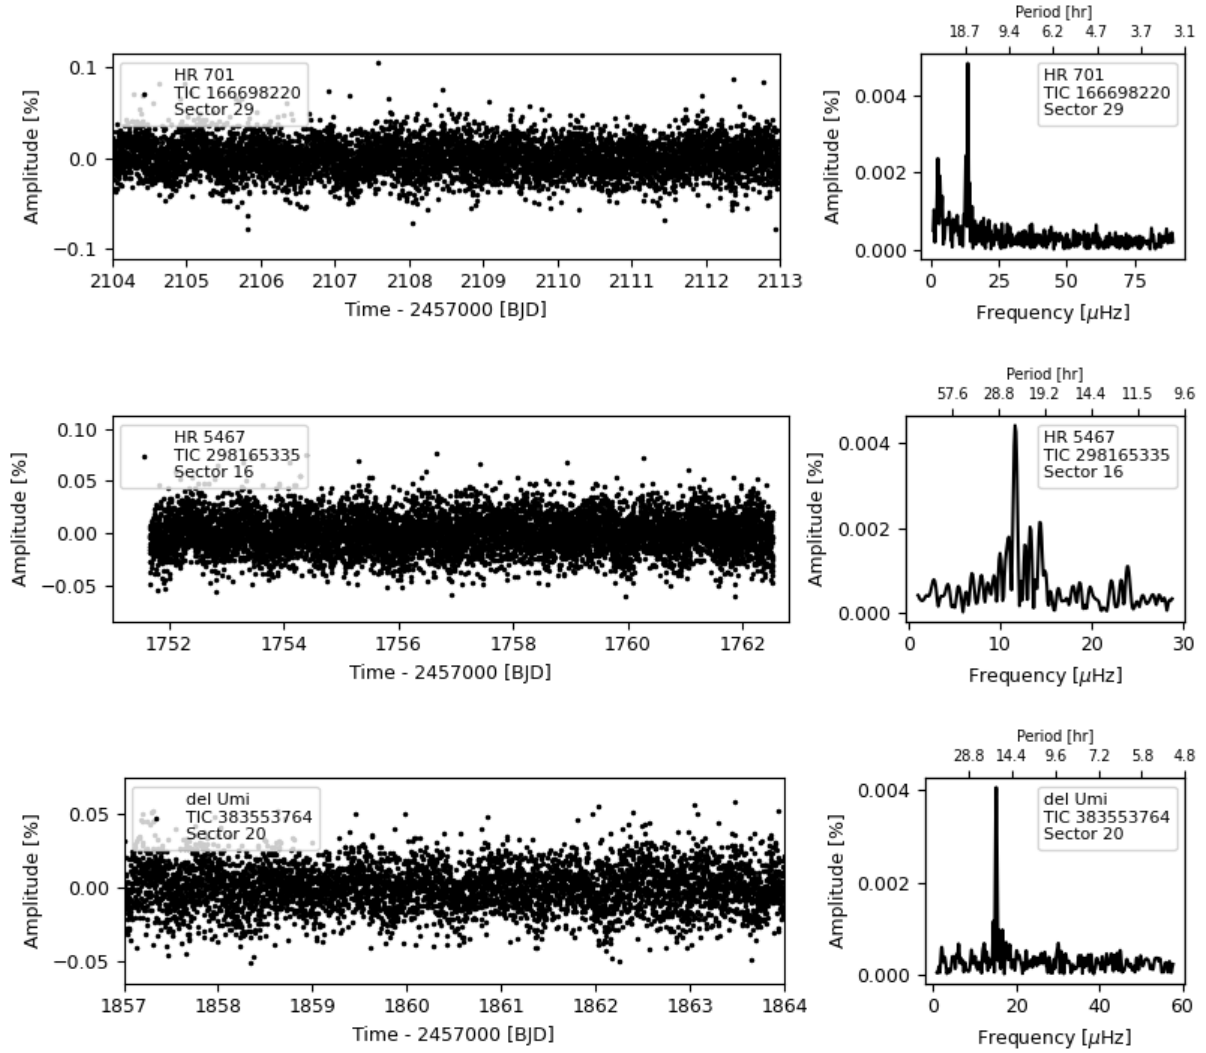 Period [hr]
18.7 9.4 6.2 4.7 3.7 3.1
Amplitude [%]
0.1
0.0
−0.1
HR 701
TIC 166698220
Sector 29
2104 2105 2106 2107 2108 2109 2110 2111 2112 2113
Time - 2457000 [BJD]
Amplitude [%]
0.004
0.002
0.000
HR 701
TIC 166698220
Sector 29
0 25 50 75
Frequency [μHz]
Period [hr]
57.6 28.8 19.2 14.4 11.5 9.6
Amplitude [%]
0.10
0.05
0.00
−0.05
HR 5467
TIC 298165335
Sector 16
1752 1754 1756 1758 1760 1762
Time - 2457000 [BJD]
Amplitude [%]
0.004
0.002
0.000
HR 5467
TIC 298165335
Sector 16
0 10 20 30
Frequency [μHz]
Period [hr]
28.8 14.4 9.6 7.2 5.8 4.8
Amplitude [%]
0.05
0.00
−0.05
del Umi
TIC 383553764
Sector 20
1857 1858 1859 1860 1861 1862 1863 1864
Time - 2457000 [BJD]
Amplitude [%]
0.004
0.002
0.000
del Umi
TIC 383553764
Sector 20
0 20 40 60
Frequency [μHz]